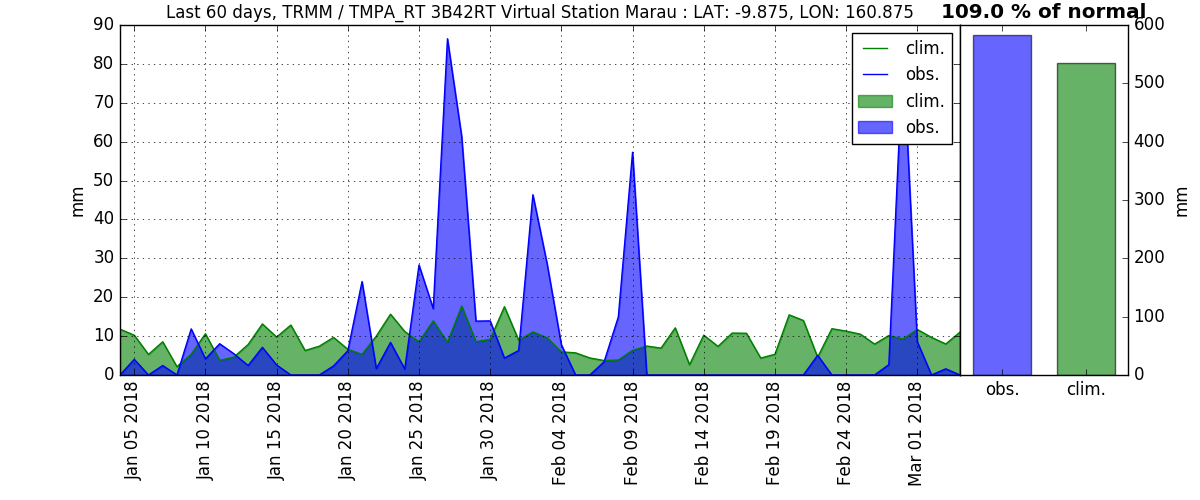 Last 60 days, TRMM / TMPA_RT 3B42RT Virtual Station Marau : LAT: -9.875, LON: 160.875
109.0 % of normal
90
80
70
60
50
40
30
20
10
0
mm
clim.
obs.
clim.
obs.
600
500
400
300
200
100
0
mm
Jan 05 2018
Jan 10 2018
Jan 15 2018
Jan 20 2018
Jan 25 2018
Jan 30 2018
Feb 04 2018
Feb 09 2018
Feb 14 2018
Feb 19 2018
Feb 24 2018
Mar 01 2018
obs.
clim.